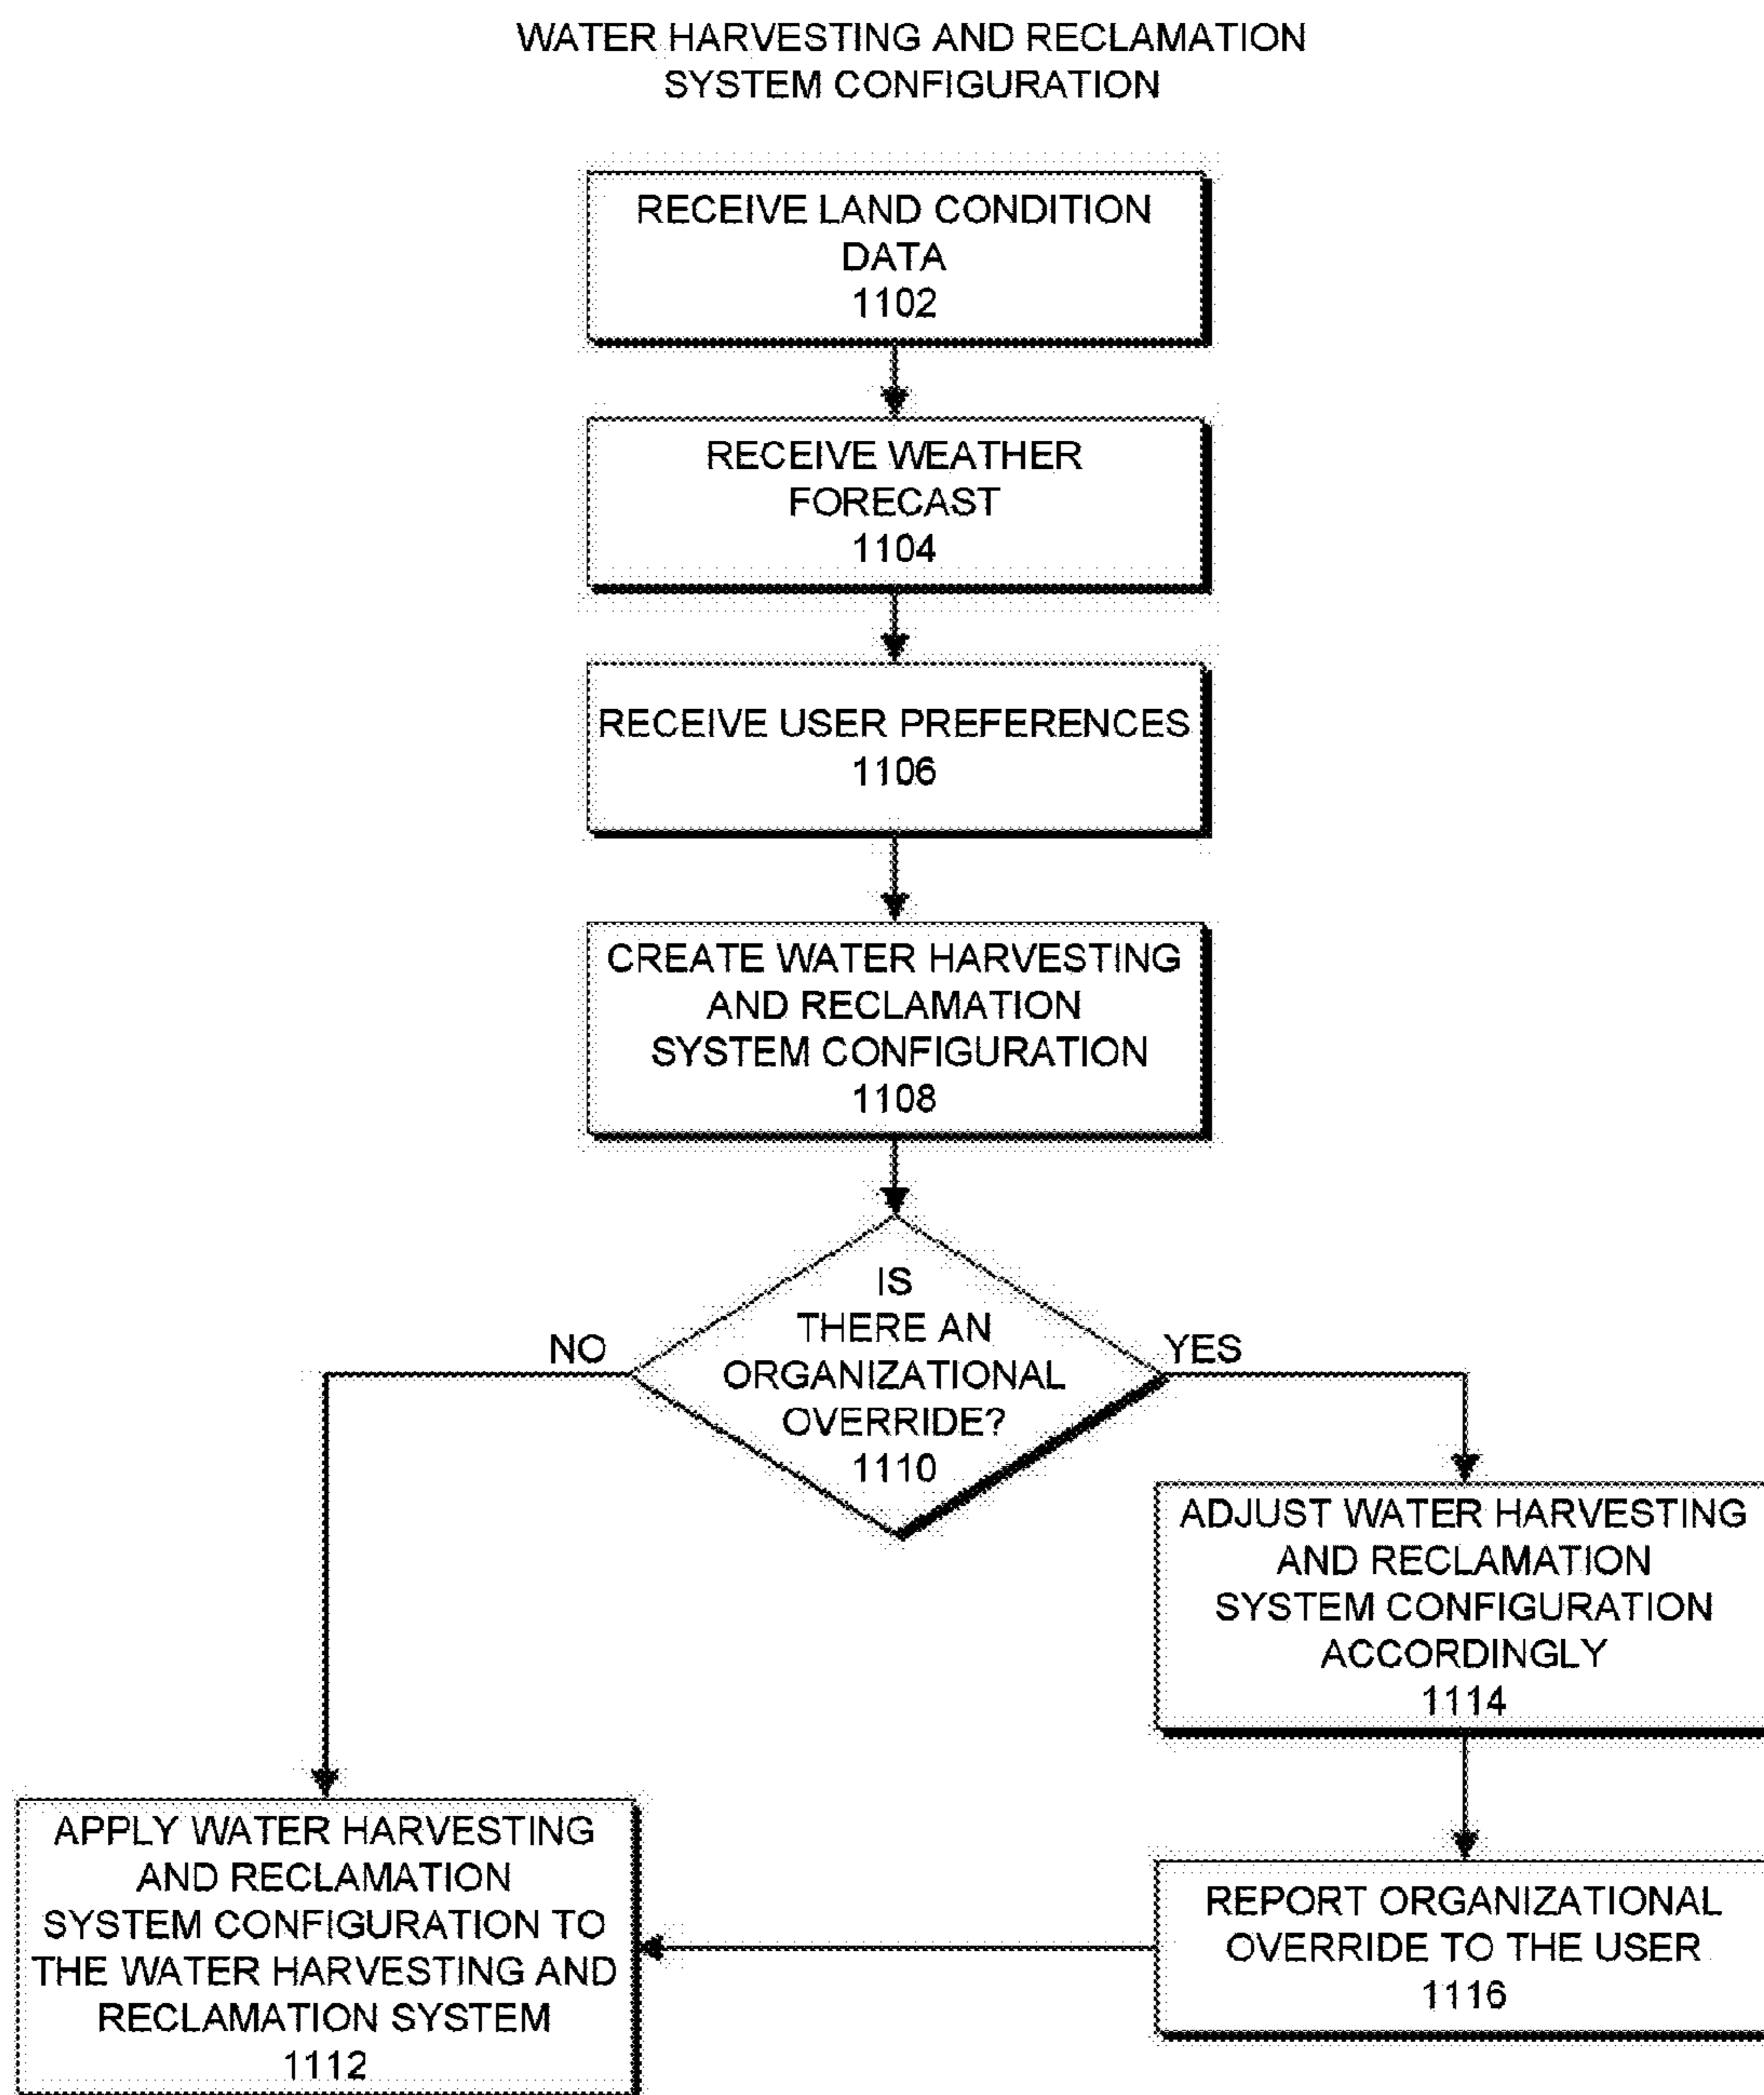 WATER HARVESTING AND RECLAMATION
SYSTEM CONFIGURATION
RECEIVE LAND CONDITION
DATA
1102
RECEIVE WEATHER
FORECAST
1104
RECEIVE USER PREFERENCES
1106
CREATE WATER HARVESTING
AND RECLAMATION
SYSTEM CONFIGURATION
1108
IS
THERE AN
ORGANIZATIONAL
OVERRIDE?
1110
NO
YES
ADJUST WATER HARVESTING
AND RECLAMATION
SYSTEM CONFIGURATION
ACCORDINGLY
1114
APPLY WATER HARVESTING
AND RECLAMATION
SYSTEM CONFIGURATION TO
THE WATER HARVESTING AND
RECLAMATION SYSTEM
1112
REPORT ORGANIZATIONAL
OVERRIDE TO THE USER
1116